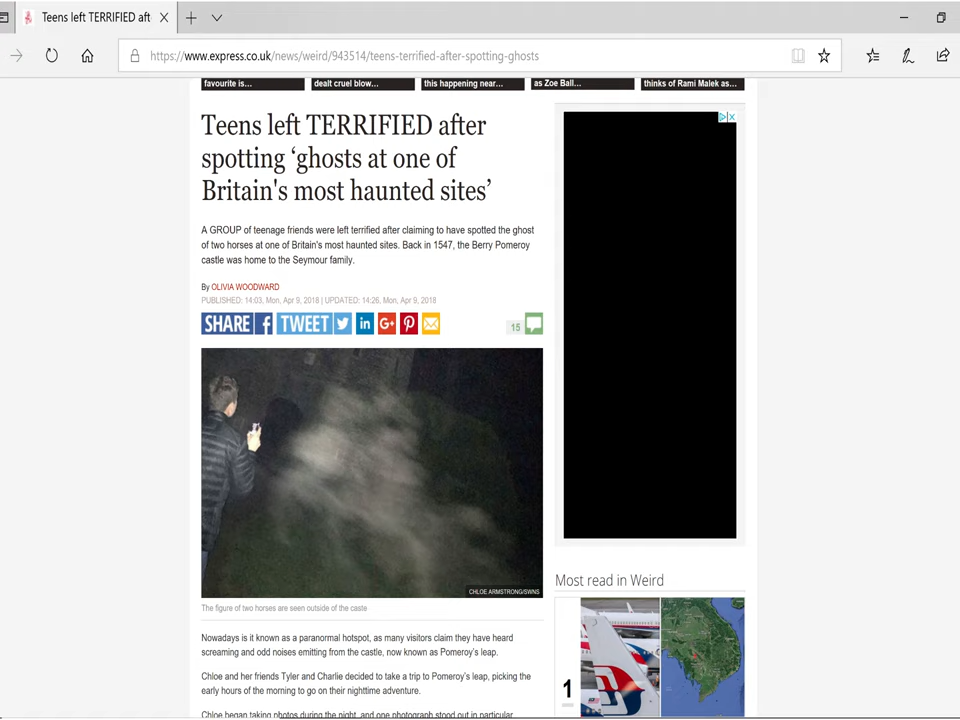 Teens left TERRIFIED aft
https://www.express.co.uk/news/weird/943514/teens-terrified-after-spotting-ghosts
favourite is...
dealt cruel blow...
this happening near...
as Zoe Ball...
thinks of Rami Malek as...
Teens left TERRIFIED after
spotting ‘ghosts at one of
Britain's most haunted sites’
A GROUP of teenage friends were left terrified after claiming to have spotted the ghost
of two horses at one of Britain's most haunted sites. Back in 1547, the Berry Pomeroy
castle was home to the Seymour family.
By OLIVIA WOODWARD
PUBLISHED: 14:03, Mon, Apr 9, 2018 | UPDATED: 14:26, Mon, Apr 9, 2018
SHARE f TWEET in G+ 15
CHLOE ARMSTRONG/SWNS
The figure of two horses are seen outside of the caste
Nowadays is it known as a paranormal hotspot, as many visitors claim they have heard
screaming and odd noises emitting from the castle, now known as Pomeroy's leap.
Chloe and her friends Tyler and Charlie decided to take a trip to Pomeroy's leap, picking the
early hours of the morning to go on their nighttime adventure.
Chloe began taking photos during the night, and one photograph stood out in particular
Most read in Weird
1